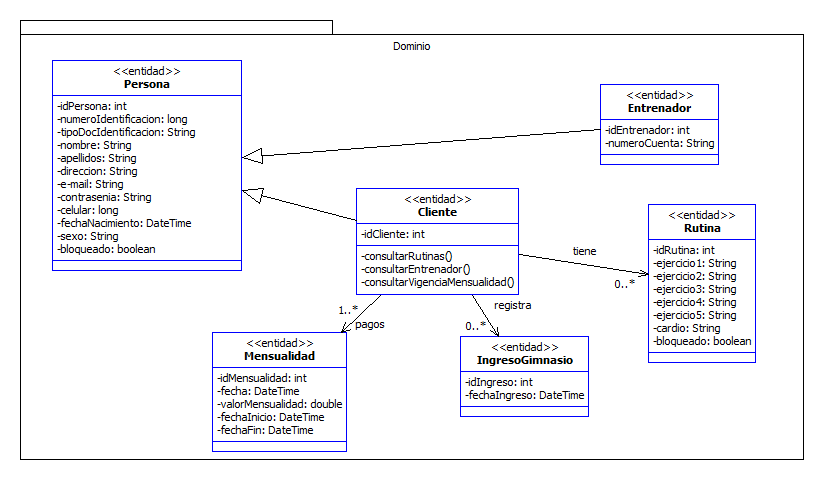 Dominio
<<entidad>>
Persona
-idPersona: int
-numeroIdentificacion: long
-tipoDocIdentificacion: String
-nombre: String
-apellidos: String
-direccion: String
-e-mail: String
-contrasenia: String
-celular: long
-fechaNacimiento: DateTime
-sexo: String
-bloqueado: boolean
<<entidad>>
Entrenador
-idEntrenador: int
-numeroCuenta: String
<<entidad>>
Cliente
-idCliente: int
-consultarRutinas()
-consultarEntrenador()
-consultarVigenciaMensualidad()
tiene
0..*
<<entidad>>
Rutina
-idRutina: int
-ejercicio1: String
-ejercicio2: String
-ejercicio3: String
-ejercicio4: String
-ejercicio5: String
-cardio: String
-bloqueado: boolean
1..*
pagos
registra
0..*
<<entidad>>
Mensualidad
-idMensualidad: int
-fecha: DateTime
-valorMensualidad: double
-fechaInicio: DateTime
-fechaFin: DateTime
<<entidad>>
IngresoGimnasio
-idIngreso: int
-fechaIngreso: DateTime